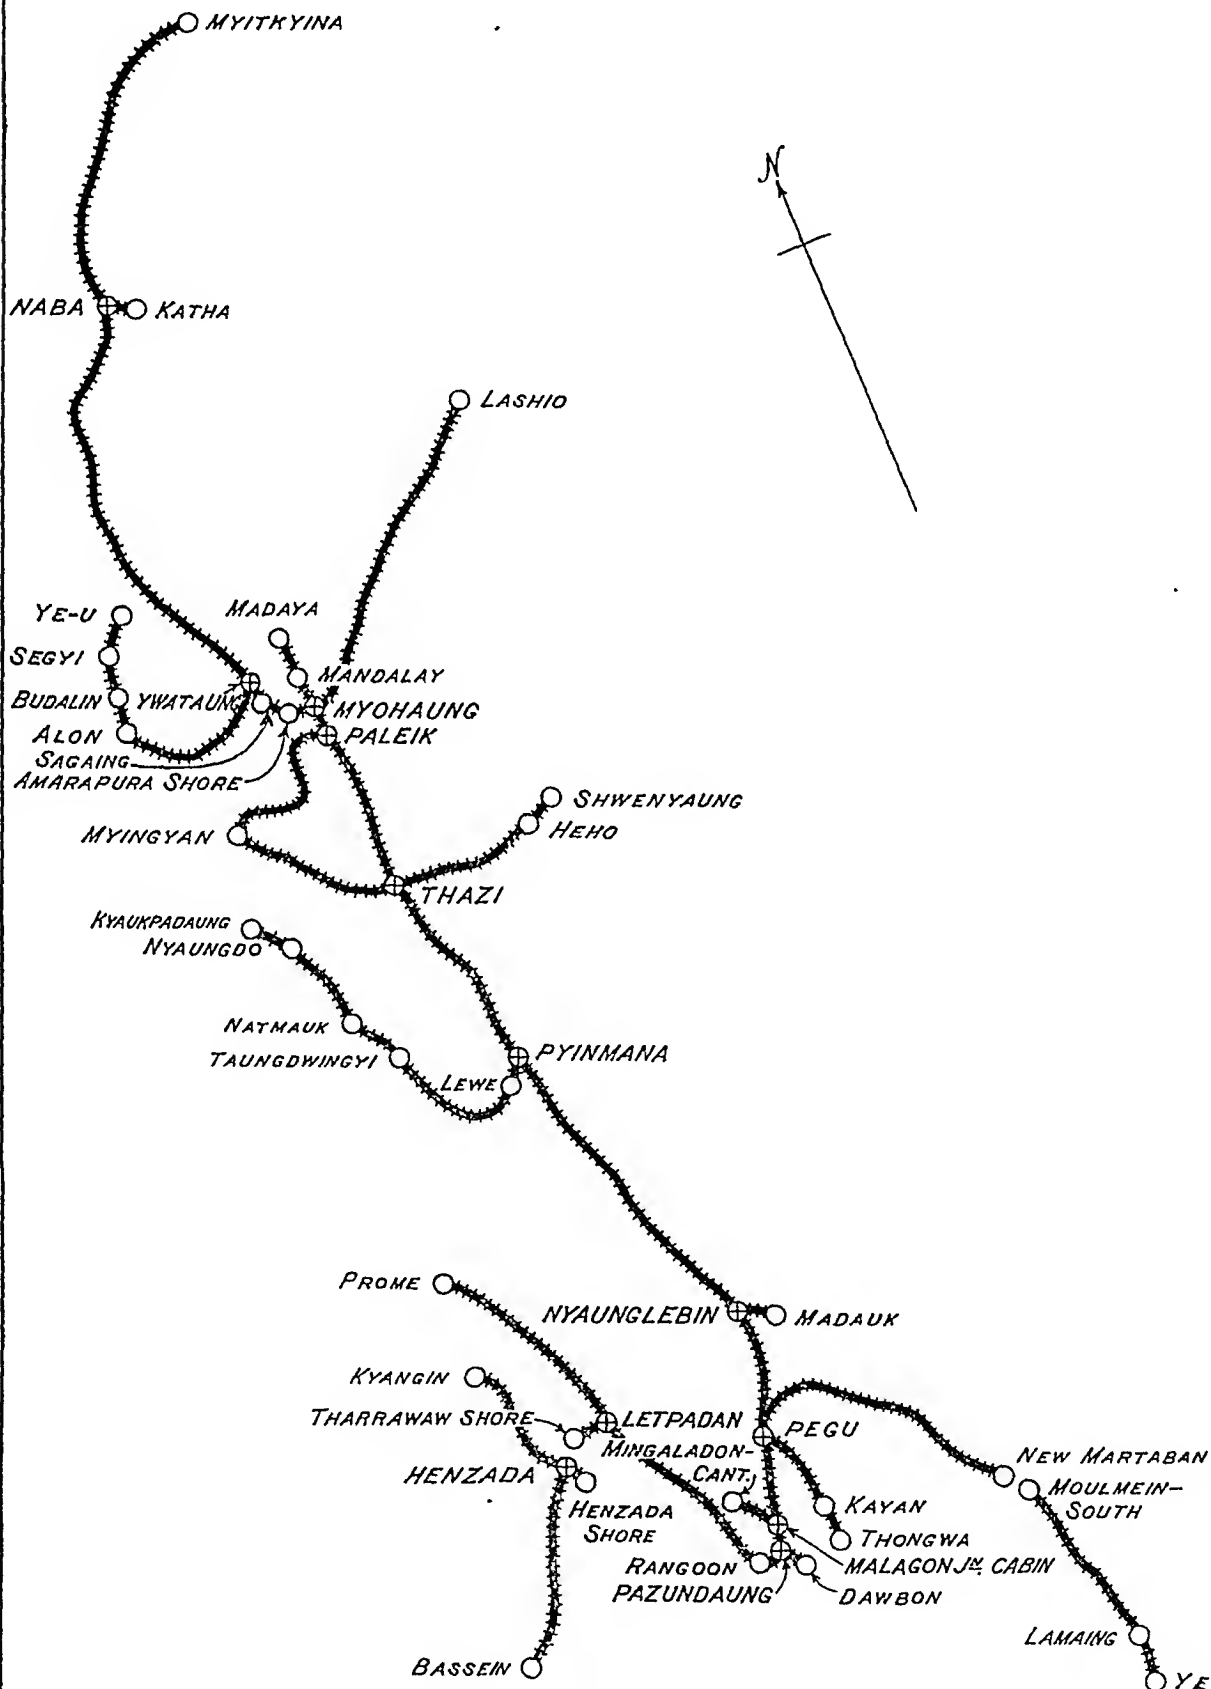 MYITKYINA
N
NABA
KATHA
LASHIO
YE-U
MADAYA
SEGYI
MANDALAY
BUDALIN
YWATAUNG
MYOHAUNG
ALON
PALEIK
SAGAING
AMARAPURA SHORE
SHWENYAUNG
HEHO
MYINGYAN
THAZI
KYAUKPADAUNG
NYAUNGDO
NATMAUK
TAUNGDWINGYI
PYINMANA
LEWE
PROME
NYAUNGLEBIN
MADAUK
KYANGIN
THARRAWAW SHORE
LETPADAN
PEGU
MINGALADON-
CANT.
HENZADA
NEW MARTABAN
MOULMEIN-
SOUTH
HENZADA
SHORE
KAYAN
THONGWA
RANGOON
MALAGON JN. CABIN
PAZUNDAUNG
DAWBON
LAMAING
BASSEIN
YE